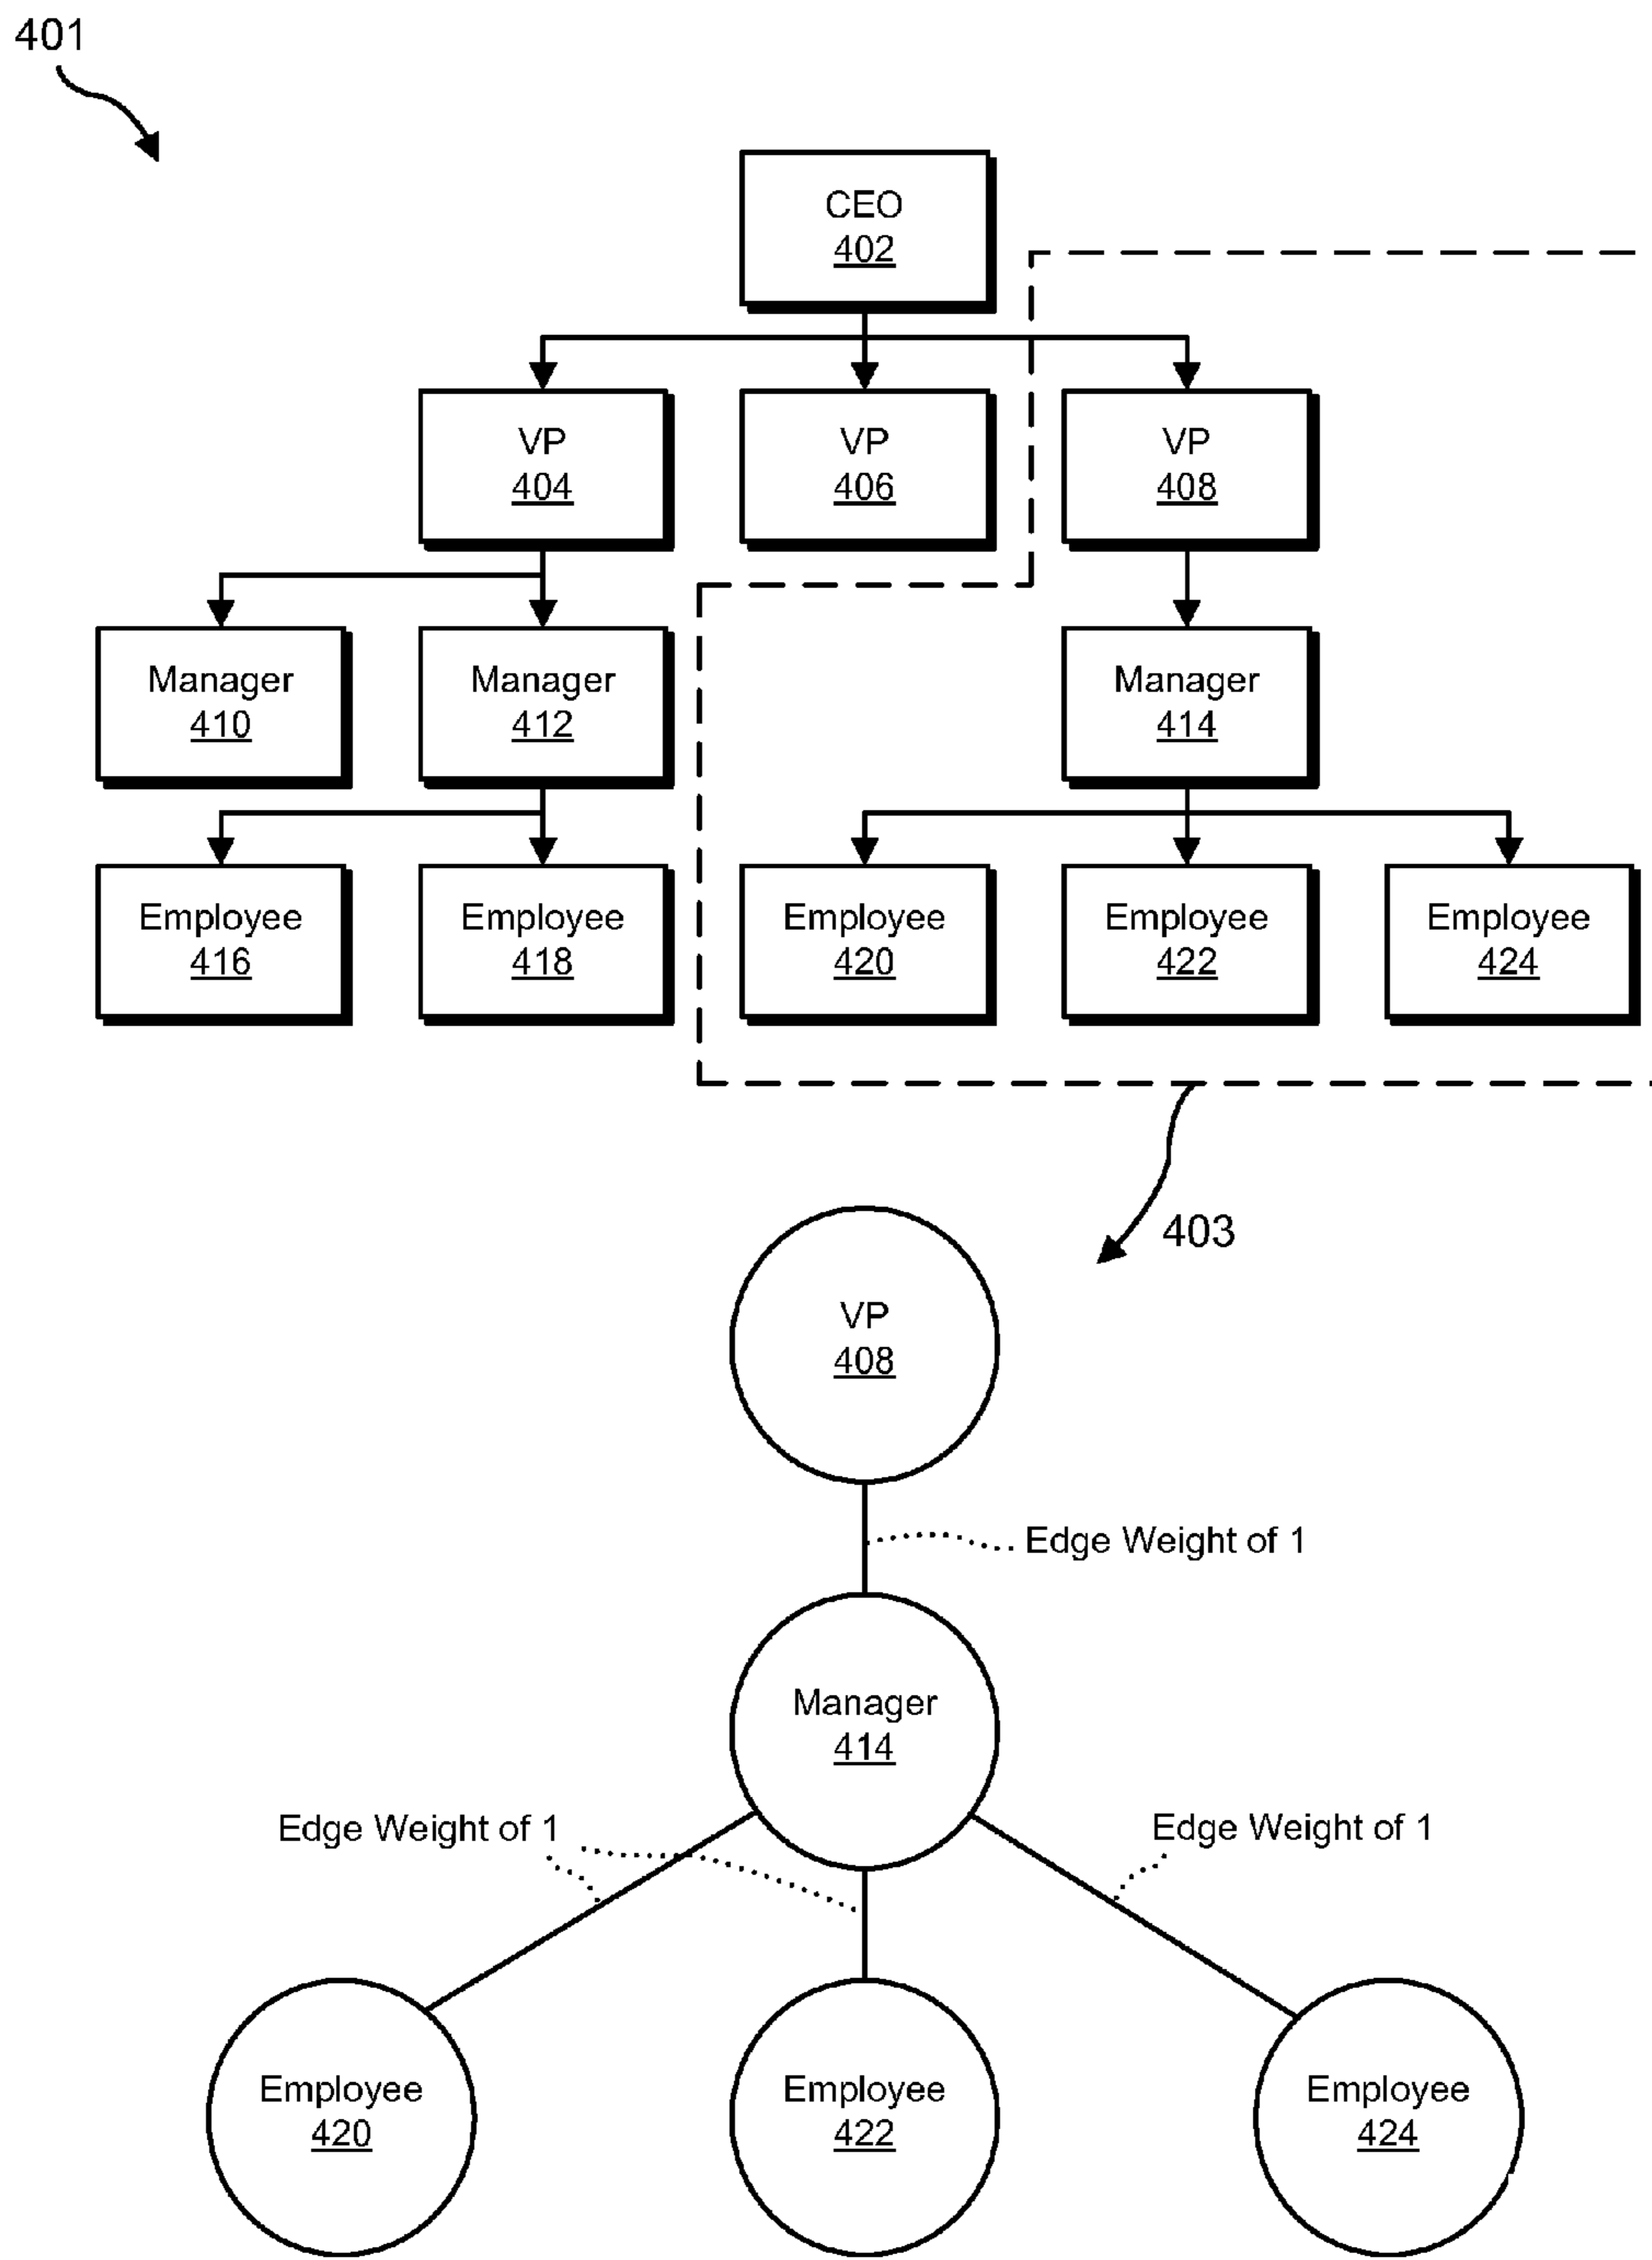 401
CEO
402
VP
404
VP
406
VP
408
Manager
410
Manager
412
Manager
414
Employee
416
Employee
418
Employee
420
Employee
422
Employee
424
403
VP
408
Edge Weight of 1
Manager
414
Edge Weight of 1
Edge Weight of 1
Employee
420
Employee
422
Employee
424